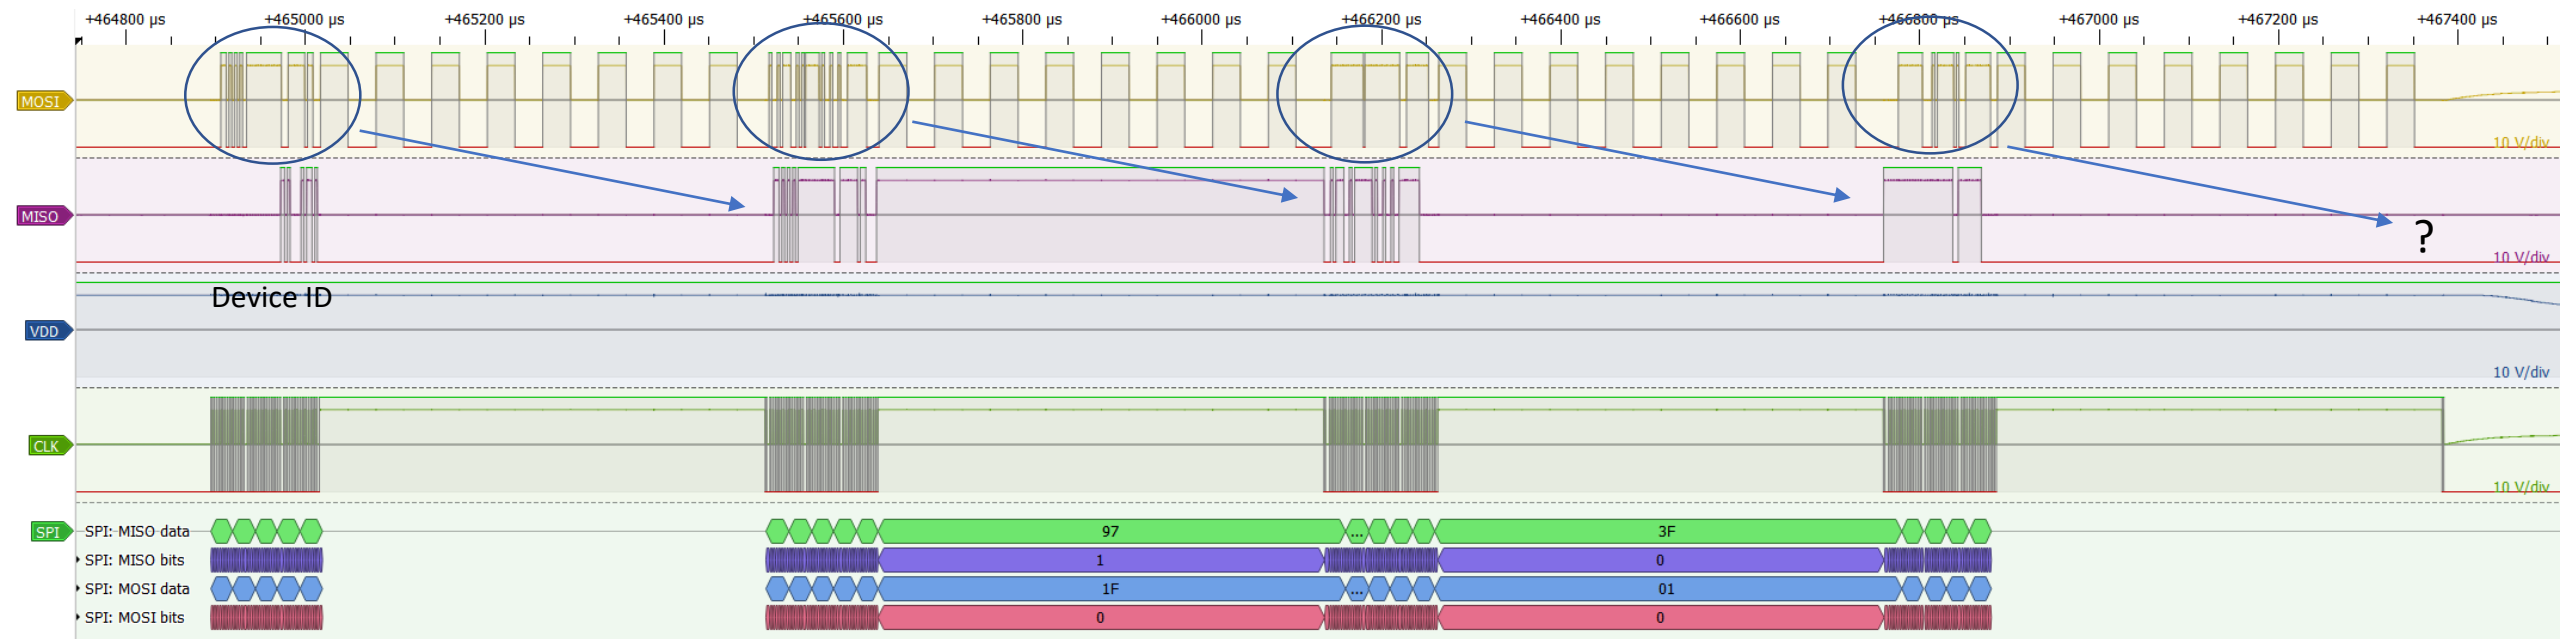 +464800 µs +465000 µs +465200 µs +465400 µs +465600 µs +465800 µs +466000 µs +466200 µs +466400 µs +466600 µs +466800 µs +467000 µs +467200 µs +467400 µs
MOSI
10 V/div
MISO
?
10 V/div
Device ID
VDD
10 V/div
CLK
10 V/div
SPI SPI: MISO data 97 ... 3F
SPI: MISO bits 1 0
SPI: MOSI data 1F ... 01
SPI: MOSI bits 0 0